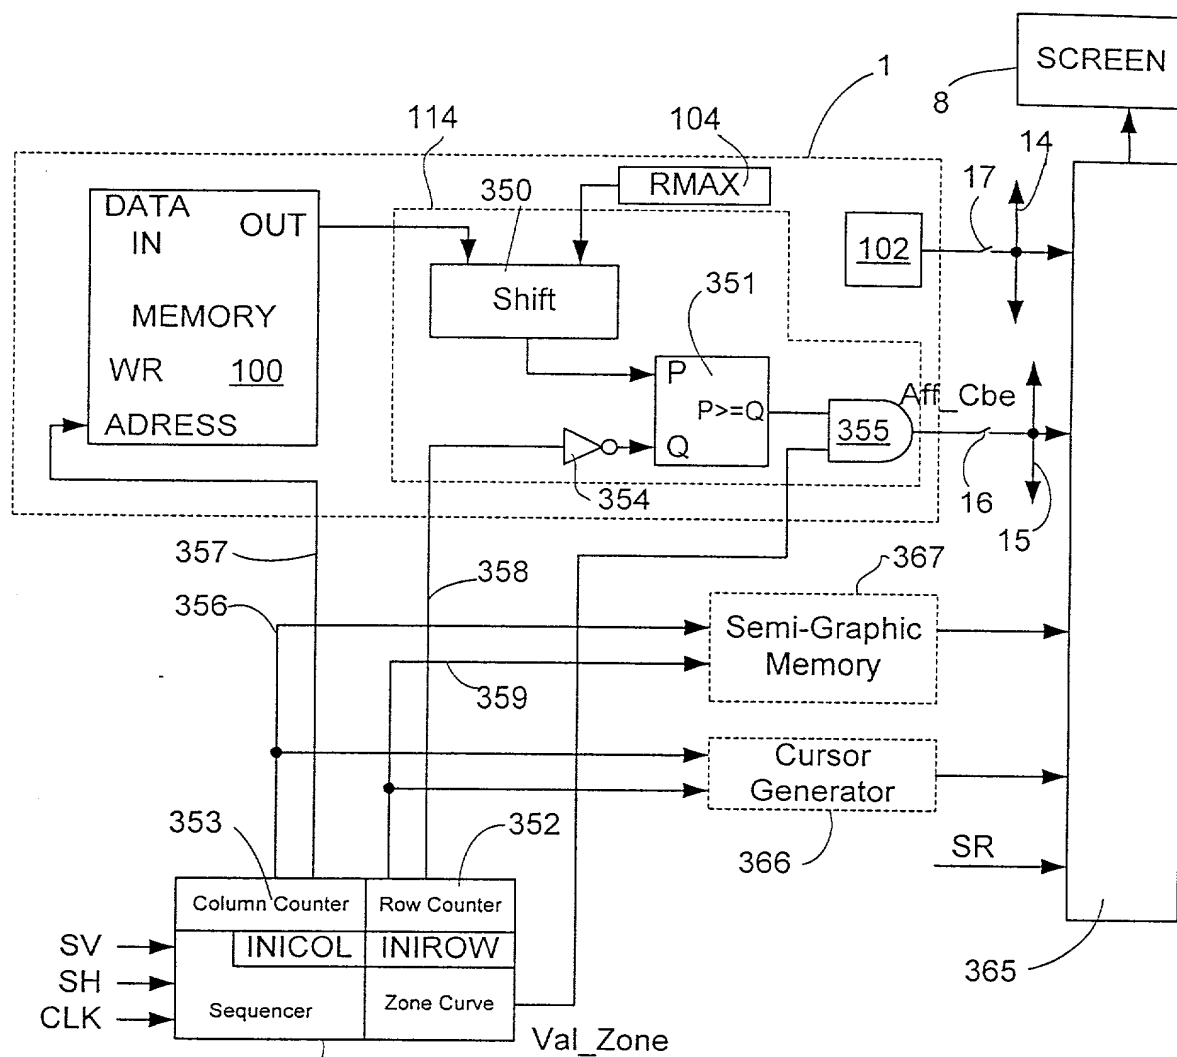 SCREEN
8
1
14
114
104
17
350
RMAX
DATA
IN
OUT
102
Shift
351
MEMORY
WR
100
P
P>=Q
Aff_Cbe
ADRESS
Q
355
354
16
15
357
358
367
356
Semi-Graphic
Memory
359
Cursor
Generator
353
352
366
SR
Column Counter
Row Counter
SV
INICOL
INIROW
365
SH
Sequencer
Zone Curve
CLK
Val_Zone